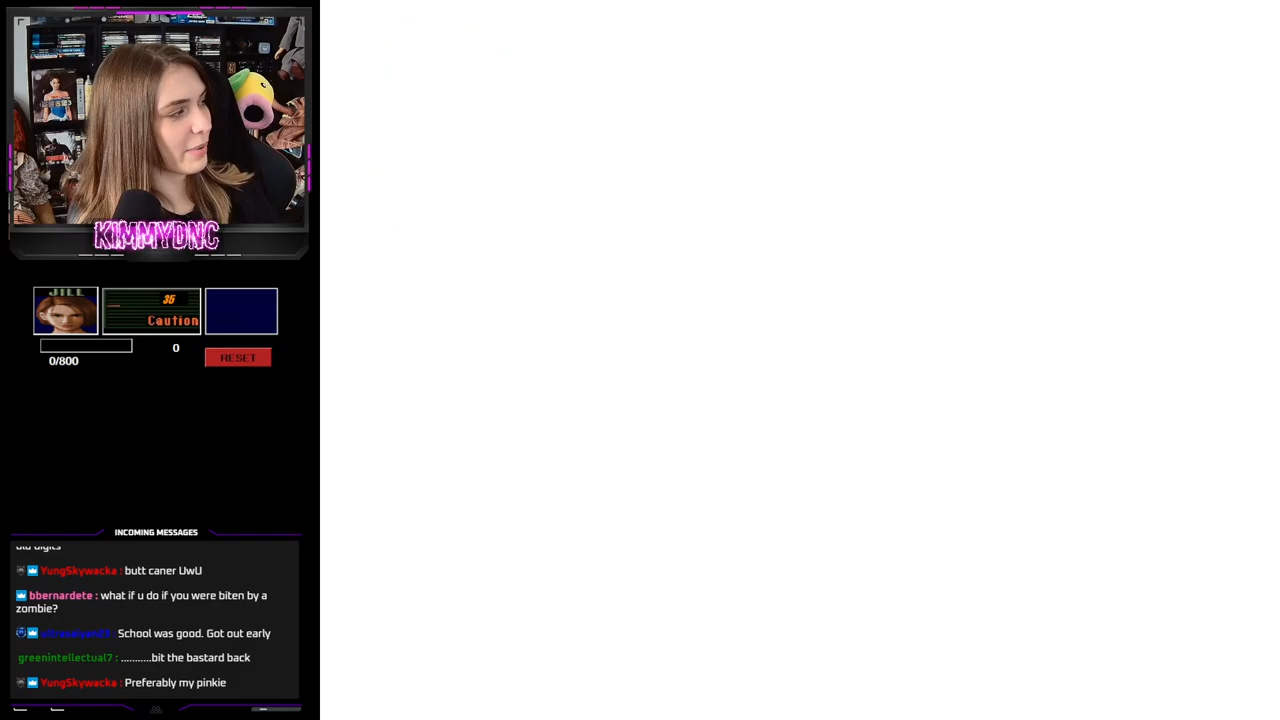 KIMMYDNC
JILL
35
Caution
0
0/800
RESET
INCOMING MESSAGES
old digits
YungSkywacka : butt caner UwU
bbernardete : what if u do if you were biten by a
zombie?
School was good. Got out early
greenintellectual7 : ...........bit the bastard back
YungSkywacka : Preferably my pinkie